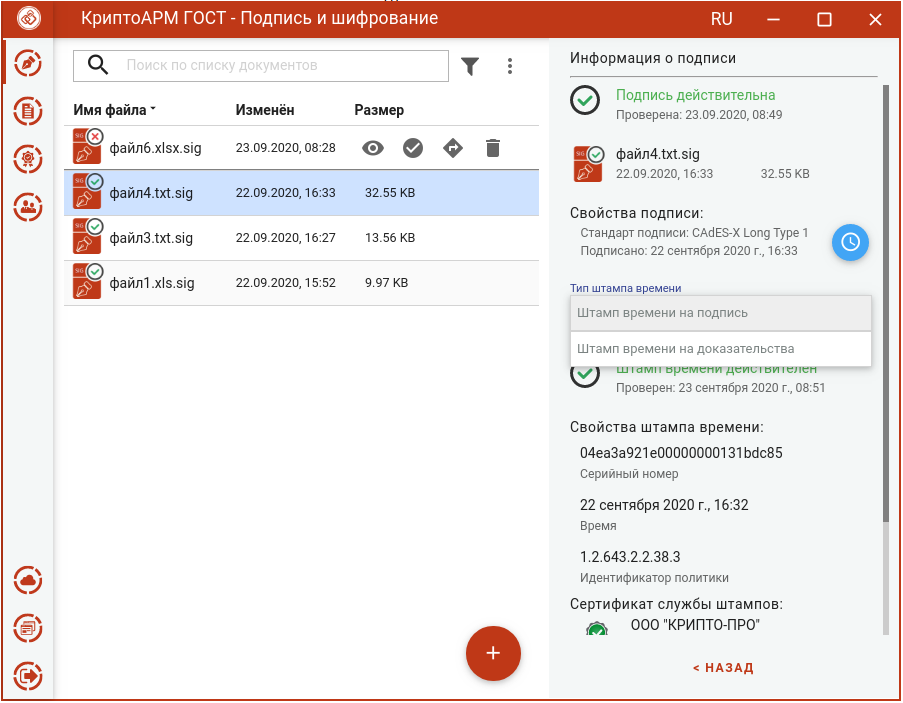 КриптоАРМ ГОСТ - Подпись и шифрование
RU
Поиск по списку документов
Имя файла
Изменён
Размер
файл6.xlsx.sig
23.09.2020, 08:28
файл4.txt.sig
22.09.2020, 16:33
32.55 KB
файл3.txt.sig
22.09.2020, 16:27
13.56 KB
файл1.xls.sig
22.09.2020, 15:52
9.97 KB
Информация о подписи
Подпись действительна
Проверена: 23.09.2020, 08:49
файл4.txt.sig
22.09.2020, 16:33
32.55 KB
Свойства подписи:
Стандарт подписи: CAdES-X Long Type 1
Подписано: 22 сентября 2020 г., 16:33
Тип штампа времени
Штамп времени на подпись
Штамп времени на доказательства
Штамп времени действителен
Проверен: 23 сентября 2020 г., 08:51
Свойства штампа времени:
04ea3a921e00000000131bdc85
Серийный номер
22 сентября 2020 г., 16:32
Время
1.2.643.2.2.38.3
Идентификатор политики
Сертификат службы штампов:
ООО "КРИПТО-ПРО"
< НАЗАД